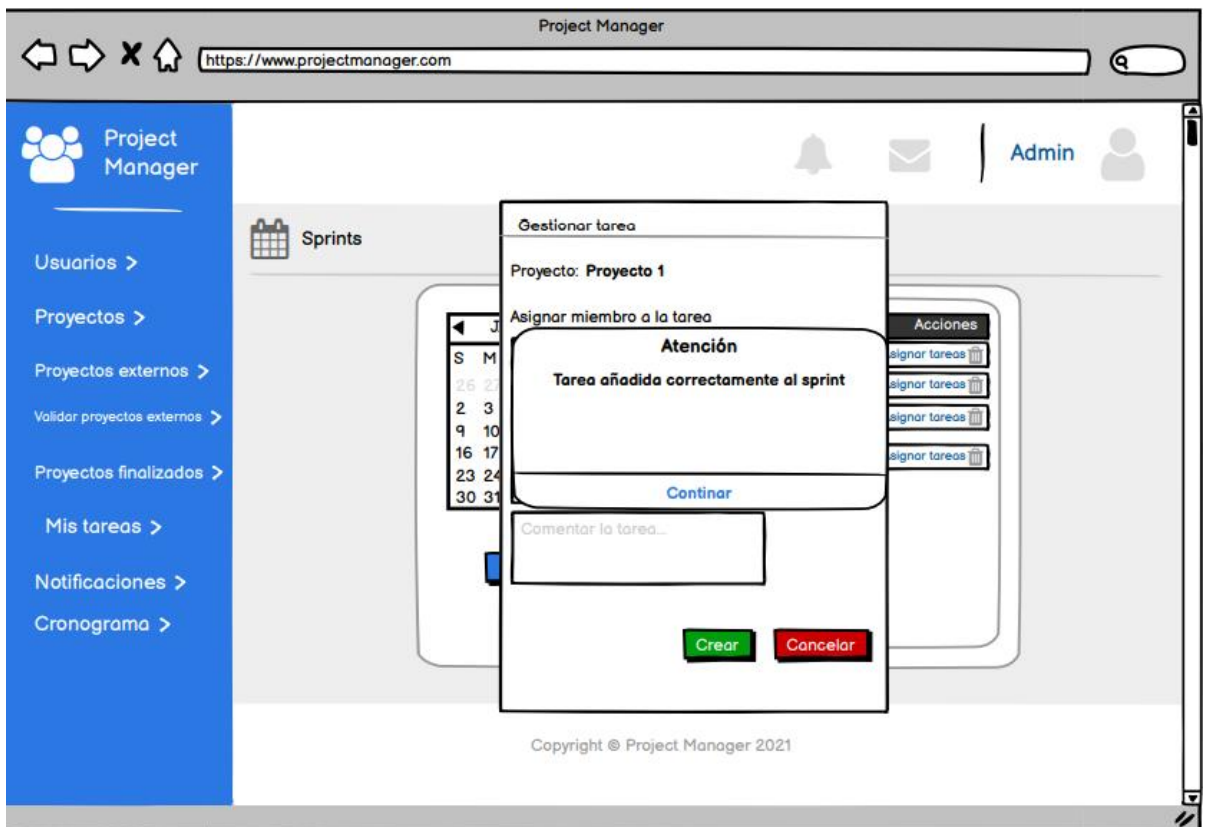 Project Manager
https://www.projectmanager.com
Project
Manager
Admin
Usuarios >
Proyectos >
Proyectos externos >
Validar proyectos externos >
Proyectos finalizados >
Mis tareas >
Notificaciones >
Cronograma >
Sprints
J
S M
26 27
2 3
9 10
16 17
23 24
30 31
Gestionar tarea
Proyecto: Proyecto 1
Asignar miembro a la tarea
Atención
Tarea añadida correctamente al sprint
Continar
Comentar la tarea...
Crear Cancelar
Acciones
signar tareas
signar tareas
signar tareas
signar tareas
Copyright © Project Manager 2021